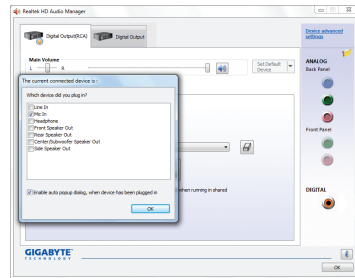 Realtek HD Audio Manager
Digital Output(RCA)
Digital Output
Device advanced
settings
Main Volume
L
R
Set Default
Device
ANALOG
Back Panel
The current connected device is :
Which device did you plug in?
Line In
Mic In
Headphone
Front Speaker Out
Rear Speaker Out
Center/Subwoofer Speaker Out
Side Speaker Out
Front Panel
when running in shared
Enable auto popup dialog, when device has been plugged in
DIGITAL
OK
GIGABYTE
TECHNOLOGY
OK